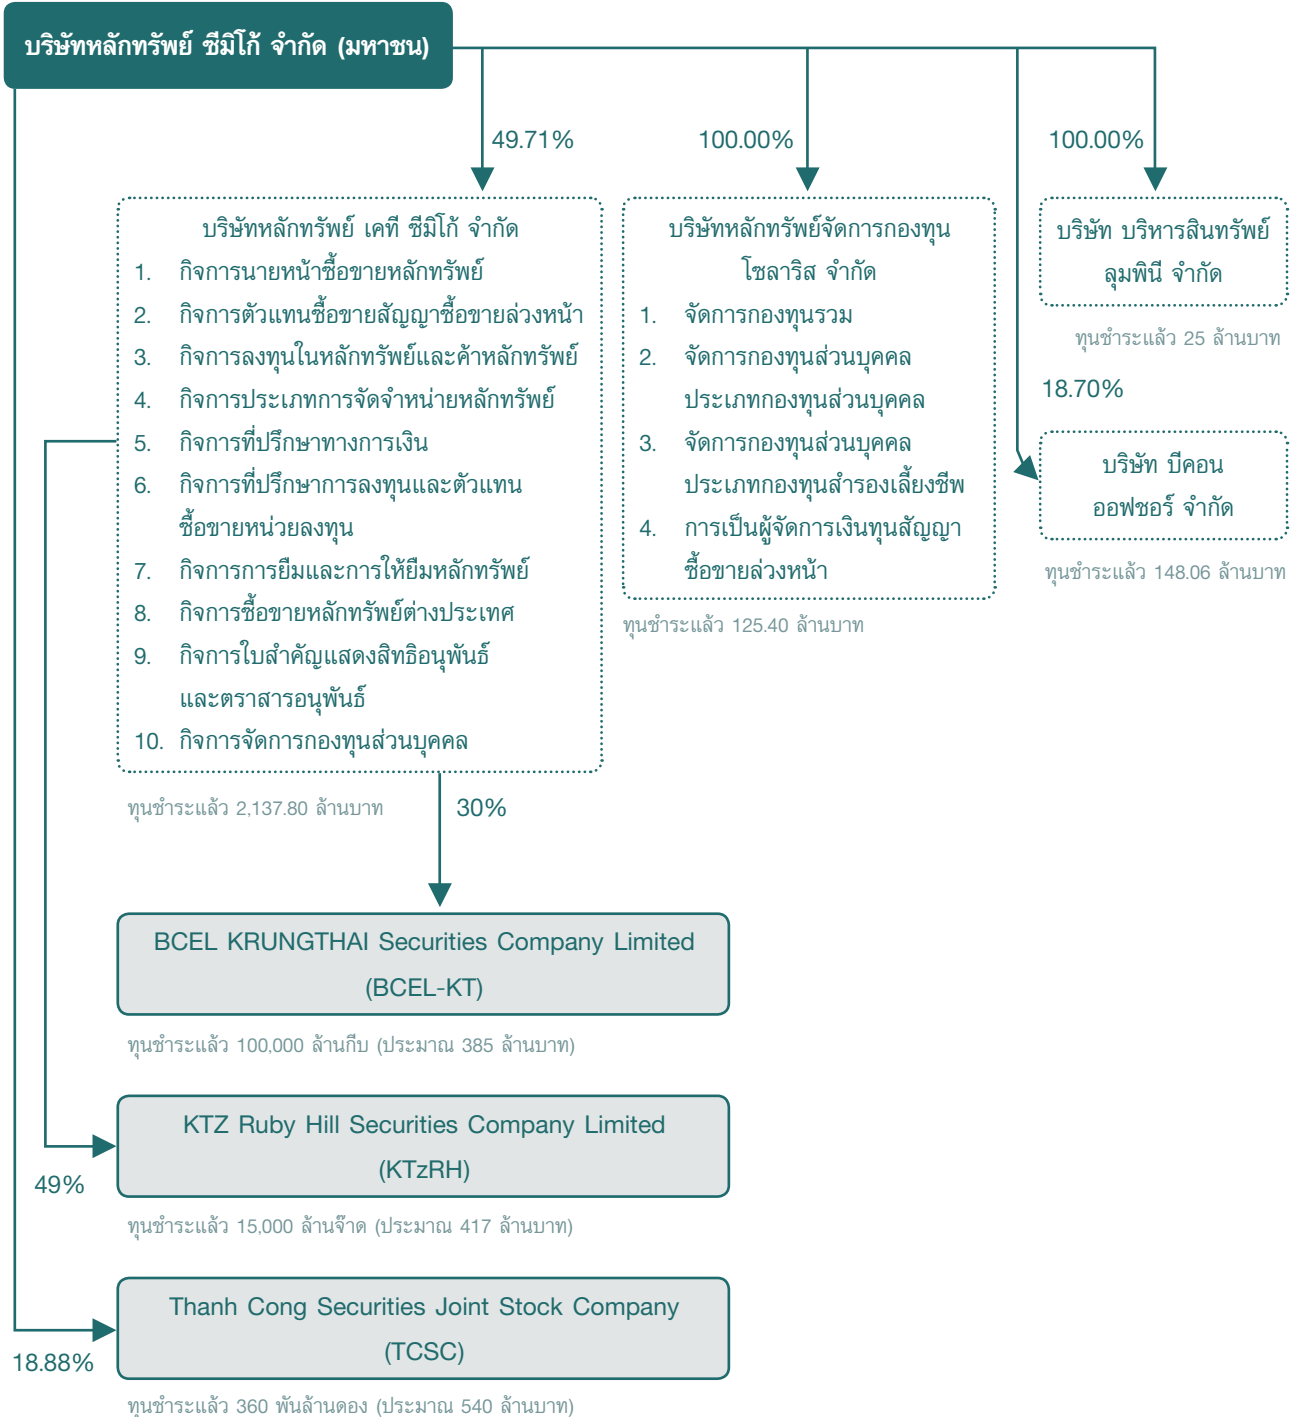 บริษัทหลักทรัพย์ ซีมิโก้ จำกัด (มหาชน)
49.71%
100.00%
100.00%
บริษัทหลักทรัพย์ เคที ซีมิโก้ จำกัด
1. กิจการนายหน้าซื้อขายหลักทรัพย์
2. กิจการตัวแทนซื้อขายสัญญาซื้อขายล่วงหน้า
3. กิจการลงทุนในหลักทรัพย์และค้าหลักทรัพย์
4. กิจการประเภทการจัดจำหน่ายหลักทรัพย์
5. กิจการที่ปรึกษาทางการเงิน
6. กิจการที่ปรึกษาการลงทุนและตัวแทน
ซื้อขายหน่วยลงทุน
7. กิจการการยืมและการให้ยืมหลักทรัพย์
8. กิจการซื้อขายหลักทรัพย์ต่างประเทศ
9. กิจการใบสำคัญแสดงสิทธิอนุพันธ์
และตราสารอนุพันธ์
10. กิจการจัดการกองทุนส่วนบุคคล
ทุนชำระแล้ว 2,137.80 ล้านบาท
บริษัทหลักทรัพย์จัดการกองทุน
โซลาริส จำกัด
1. จัดการกองทุนรวม
2. จัดการกองทุนส่วนบุคคล
ประเภทกองทุนส่วนบุคคล
3. จัดการกองทุนส่วนบุคคล
ประเภทกองทุนสำรองเลี้ยงชีพ
4. การเป็นผู้จัดการเงินทุนสัญญา
ซื้อขายล่วงหน้า
ทุนชำระแล้ว 125.40 ล้านบาท
บริษัท บริหารสินทรัพย์
ลุมพินี จำกัด
ทุนชำระแล้ว 25 ล้านบาท
18.70%
บริษัท บีคอน
ออฟชอร์ จำกัด
ทุนชำระแล้ว 148.06 ล้านบาท
30%
BCEL KRUNGTHAI Securities Company Limited
(BCEL-KT)
ทุนชำระแล้ว 100,000 ล้านกีบ (ประมาณ 385 ล้านบาท)
KTZ Ruby Hill Securities Company Limited
(KTzRH)
49%
ทุนชำระแล้ว 15,000 ล้านจ๊าด (ประมาณ 417 ล้านบาท)
Thanh Cong Securities Joint Stock Company
(TCSC)
18.88%
ทุนชำระแล้ว 360 พันล้านดอง (ประมาณ 540 ล้านบาท)